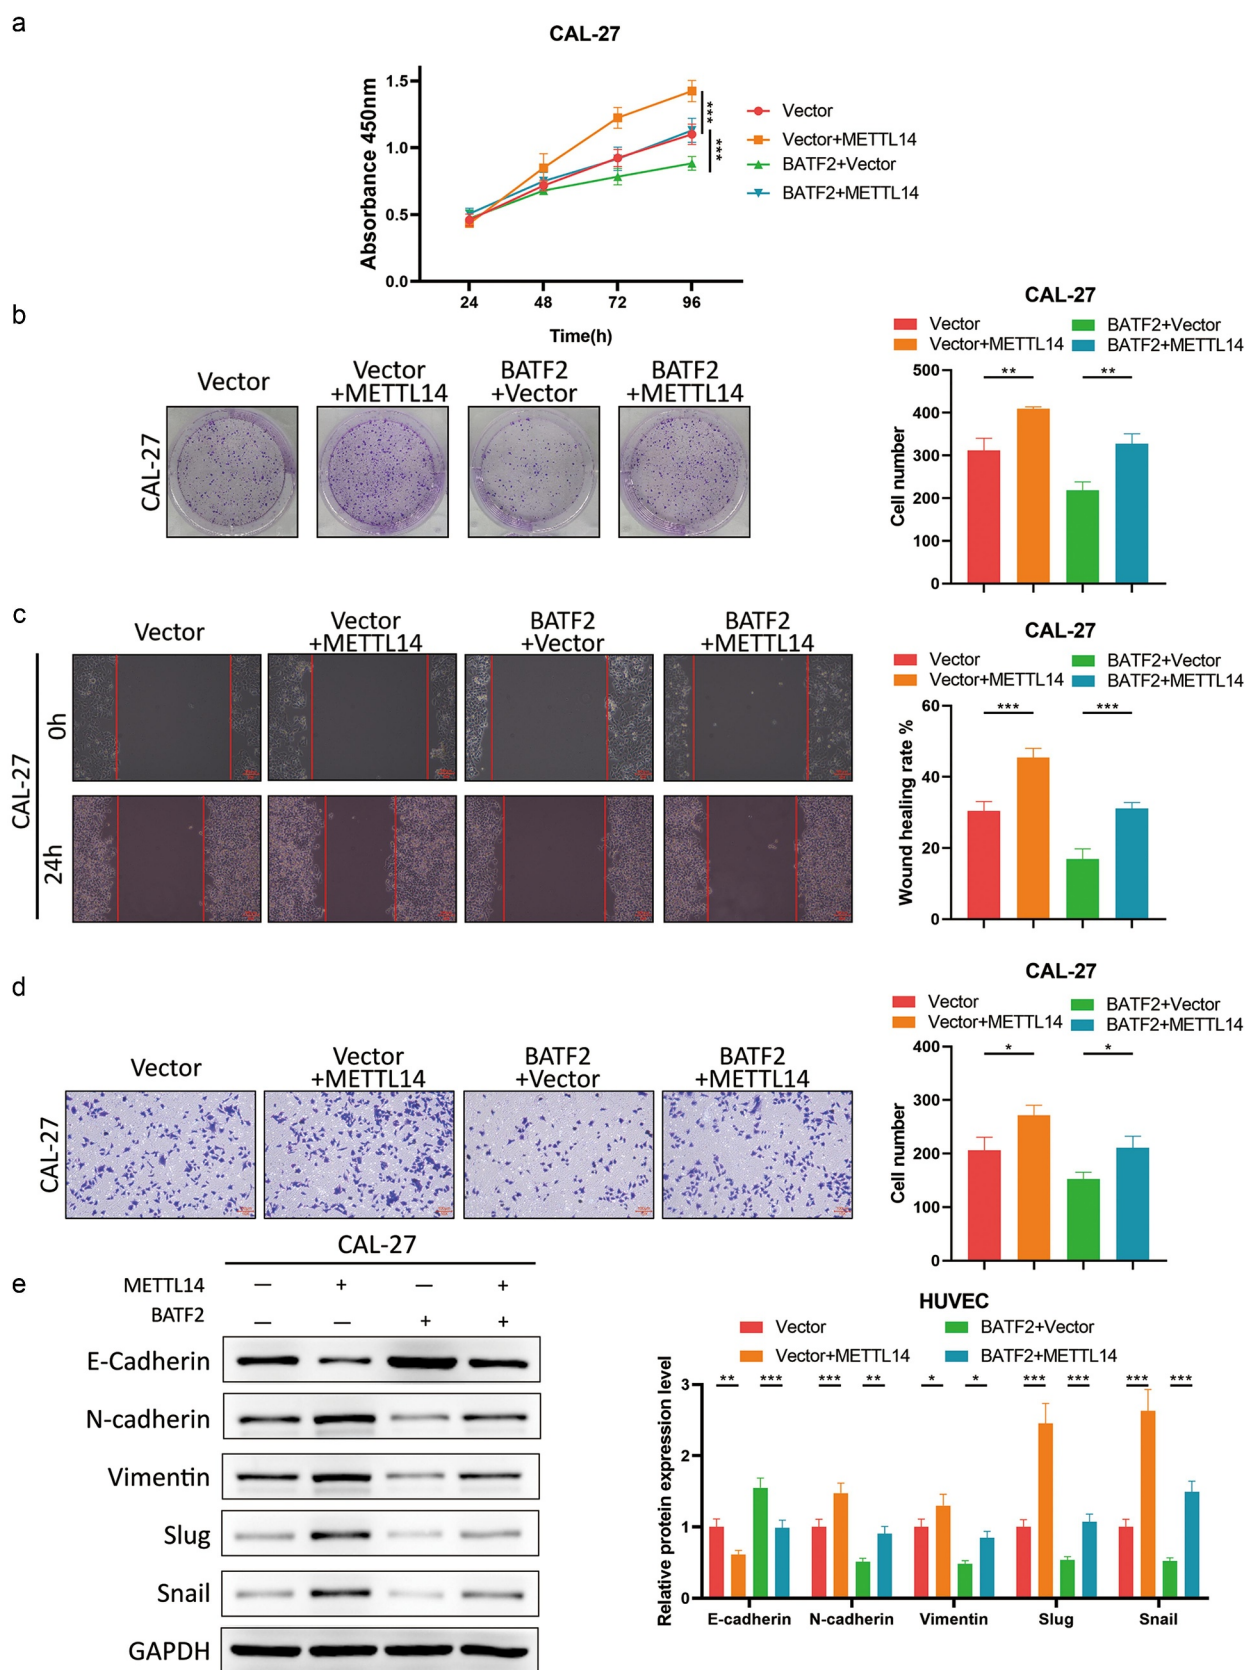 a
CAL-27
Absorbance 450nm
1.5
1.0
0.5
0.0
24 48 72 96
Time(h)
***
***
Vector
Vector+METTL14
BATF2+Vector
BATF2+METTL14
b
Vector
Vector
+METTL14
BATF2
+Vector
BATF2
+METTL14
CAL-27
CAL-27
Vector
BATF2+Vector
Vector+METTL14
BATF2+METTL14
Cell number
500
400
300
200
100
0
** **
c
Vector
Vector
+METTL14
BATF2
+Vector
BATF2
+METTL14
CAL-27
0h
24h
CAL-27
Vector
BATF2+Vector
Vector+METTL14
BATF2+METTL14
Wound healing rate %
60
40
20
0
*** ***
d
Vector
Vector
+METTL14
BATF2
+Vector
BATF2
+METTL14
CAL-27
CAL-27
Vector
BATF2+Vector
Vector+METTL14
BATF2+METTL14
Cell number
400
300
200
100
0
* *
e
CAL-27
METTL14 — + — +
BATF2 — — + +
E-Cadherin
N-cadherin
Vimentin
Slug
Snail
GAPDH
HUVEC
Vector
BATF2+Vector
Vector+METTL14
BATF2+METTL14
Relative protein expression level
3
2
1
0
** *** *** ** * * *** *** *** ***
E-cadherin N-cadherin Vimentin Slug Snail